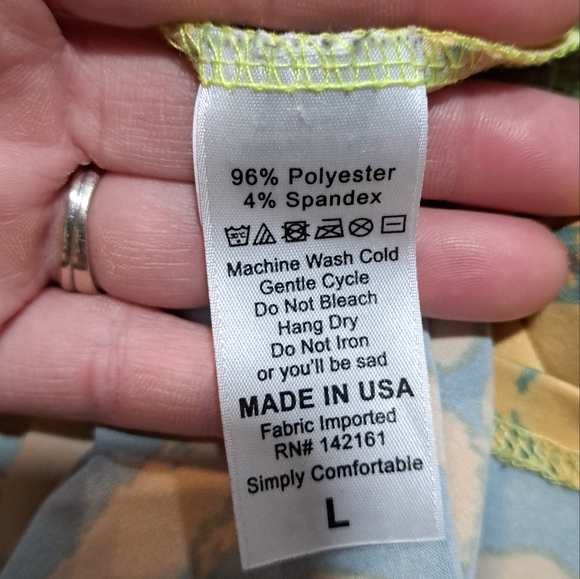 96% Polyester
4% Spandex
30°C
Machine Wash Cold
Gentle Cycle
Do Not Bleach
Hang Dry
Do Not Iron
or you'll be sad
MADE IN USA
Fabric Imported
RN# 142161
Simply Comfortable
L